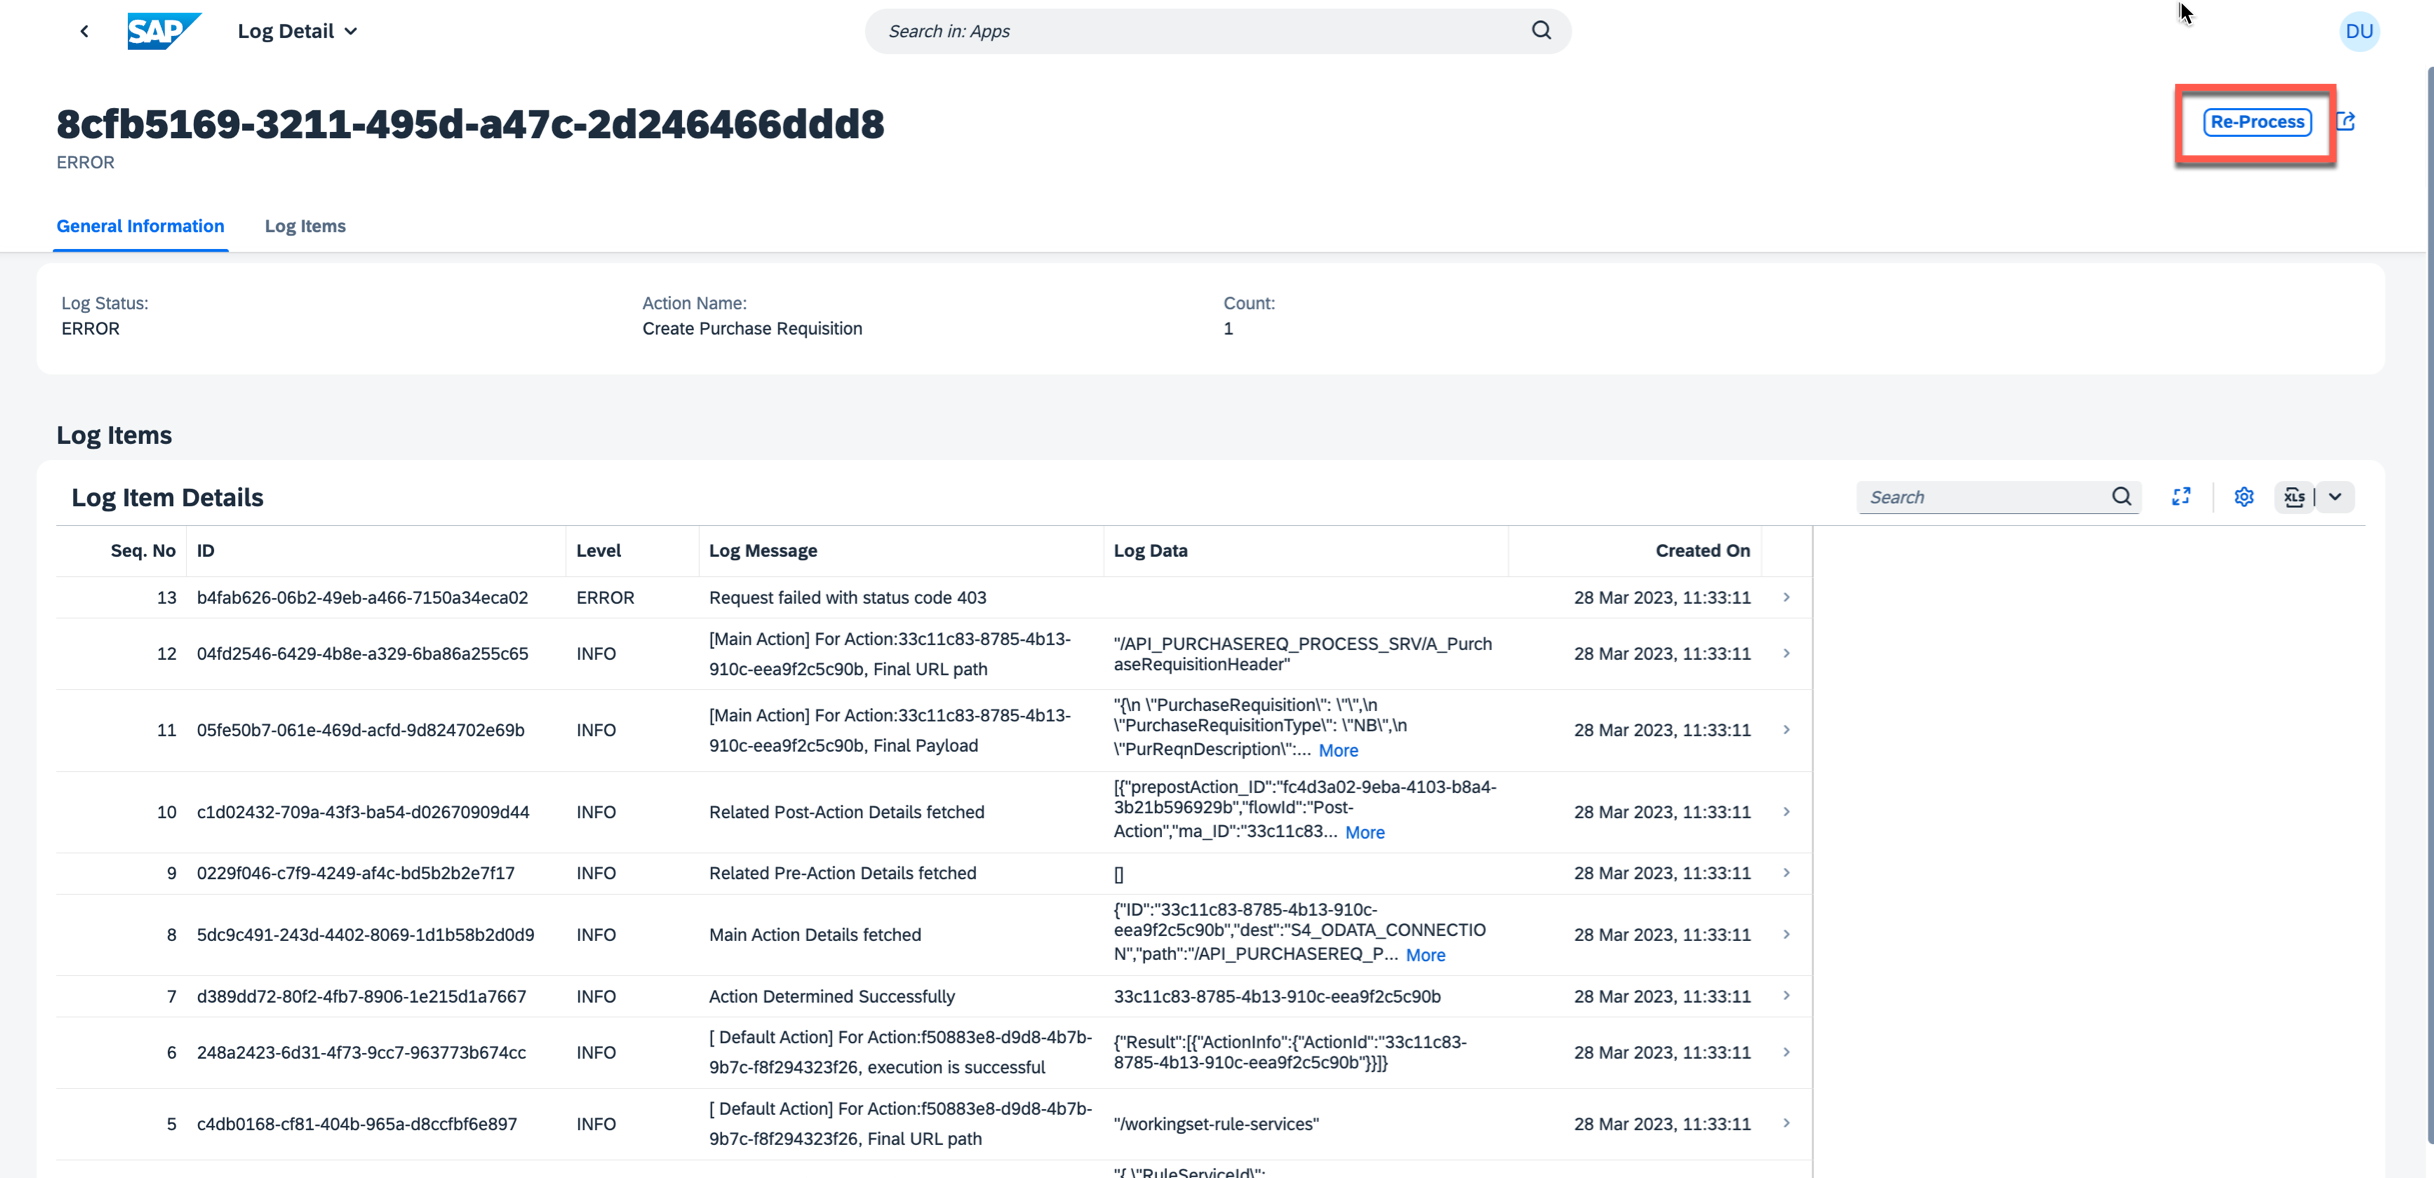 SAP Log Detail Search in: Apps DU
8cfb5169-3211-495d-a47c-2d246466ddd8 Re-Process
ERROR
General Information Log Items
Log Status: Action Name: Count:
ERROR Create Purchase Requisition 1
Log Items
Log Item Details Search XLS
Seq. No ID Level Log Message Log Data Created On
13 b4fab626-06b2-49eb-a466-7150a34eca02 ERROR Request failed with status code 403 28 Mar 2023, 11:33:11
12 04fd2546-6429-4b8e-a329-6ba86a255c65 INFO [Main Action] For Action:33c11c83-8785-4b13-
910c-eea9f2c5c90b, Final URL path
"/API_PURCHASEREQ_PROCESS_SRV/A_Purch
aseRequisitionHeader"
28 Mar 2023, 11:33:11
11 05fe50b7-061e-469d-acfd-9d824702e69b INFO [Main Action] For Action:33c11c83-8785-4b13-
910c-eea9f2c5c90b, Final Payload
"{\n \"PurchaseRequisition\": \"\",\n
\"PurchaseRequisitionType\": \"NB\",\n
\"PurReqnDescription\":... More
28 Mar 2023, 11:33:11
10 c1d02432-709a-43f3-ba54-d02670909d44 INFO Related Post-Action Details fetched
[{"prepostAction_ID":"fc4d3a02-9eba-4103-b8a4-
3b21b596929b","flowId":"Post-
Action","ma_ID":"33c11c83... More
28 Mar 2023, 11:33:11
9 0229f046-c7f9-4249-af4c-bd5b2b2e7f17 INFO Related Pre-Action Details fetched [] 28 Mar 2023, 11:33:11
8 5dc9c491-243d-4402-8069-1d1b58b2d0d9 INFO Main Action Details fetched
{"ID":"33c11c83-8785-4b13-910c-
eea9f2c5c90b","dest":"S4_ODATA_CONNECTIO
N","path":"/API_PURCHASEREQ_P... More
28 Mar 2023, 11:33:11
7 d389dd72-80f2-4fb7-8906-1e215d1a7667 INFO Action Determined Successfully 33c11c83-8785-4b13-910c-eea9f2c5c90b 28 Mar 2023, 11:33:11
6 248a2423-6d31-4f73-9cc7-963773b674cc INFO [ Default Action] For Action:f50883e8-d9d8-4b7b-
9b7c-f8f294323f26, execution is successful
{"Result":[{"ActionInfo":{"ActionId":"33c11c83-
8785-4b13-910c-eea9f2c5c90b"}}]}
28 Mar 2023, 11:33:11
5 c4db0168-cf81-404b-965a-d8ccfbf6e897 INFO [ Default Action] For Action:f50883e8-d9d8-4b7b-
9b7c-f8f294323f26, Final URL path
"/workingset-rule-services"
28 Mar 2023, 11:33:11
"{ \"RuleServiceId\":